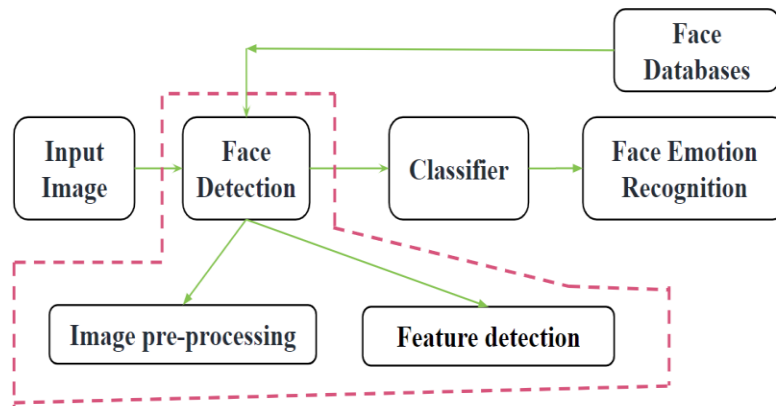 Face
Databases
Input
Image
Face
Detection
Classifier
Face Emotion
Recognition
Image pre-processing
Feature detection